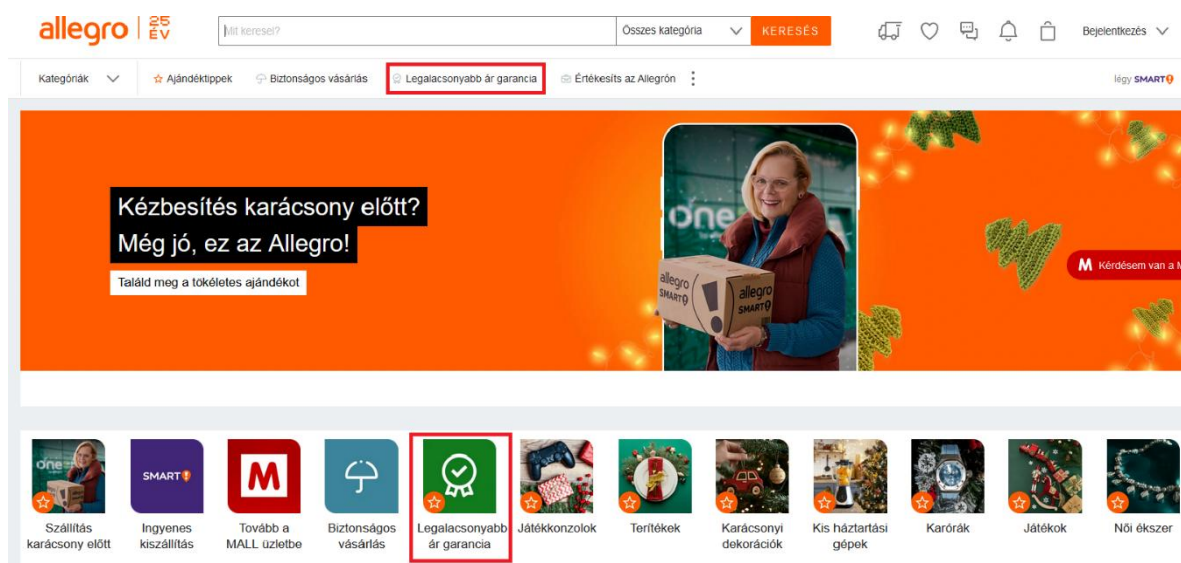 allegro 25 ÉV
Mit keresel?
Összes kategória
KERESÉS
Bejelentkezés
Kategóriák
Ajándéktippek
Biztonságos vásárlás
Legalacsonyabb ár garancia
Értékesíts az Allegrón
légy SMART!
Kézbesítés karácsony előtt?
Még jó, ez az Allegro!
Találd meg a tökéletes ajándékot
one
allegro
SMART!
allegro
SMART!
M Kérdésem van a M
one
SMART!
M
Szállítás
karácsony előtt
Ingyenes
kiszállítás
Tovább a
MALL üzletbe
Biztonságos
vásárlás
Legalacsonyabb
ár garancia
Játékkonzolok
Terítékek
Karácsonyi
dekorációk
Kis háztartási
gépek
Karórák
Játékok
Női ékszer